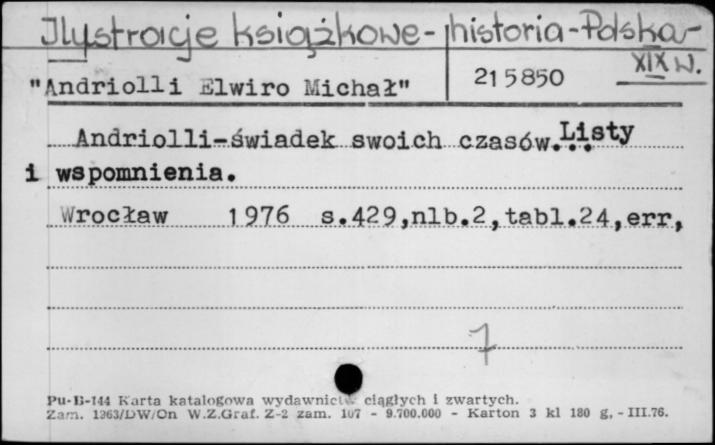 Ilustracje książkowe - historia - Polska -
XIX w.
"Andriolli Elwiro Michał"
215850
Andriolli-świadek swoich czasów. Listy
i wspomnienia.
Wrocław 1976 s.429,nlb.2,tabl.24,err,
7
Pu-B-144 Karta katalogowa wydawnictw ciągłych i zwartych.
Zam. 1363/DW/On W.Z.Graf. Z-2 zam. 107 - 9.700.000 - Karton 3 kl 180 g. - III.76.